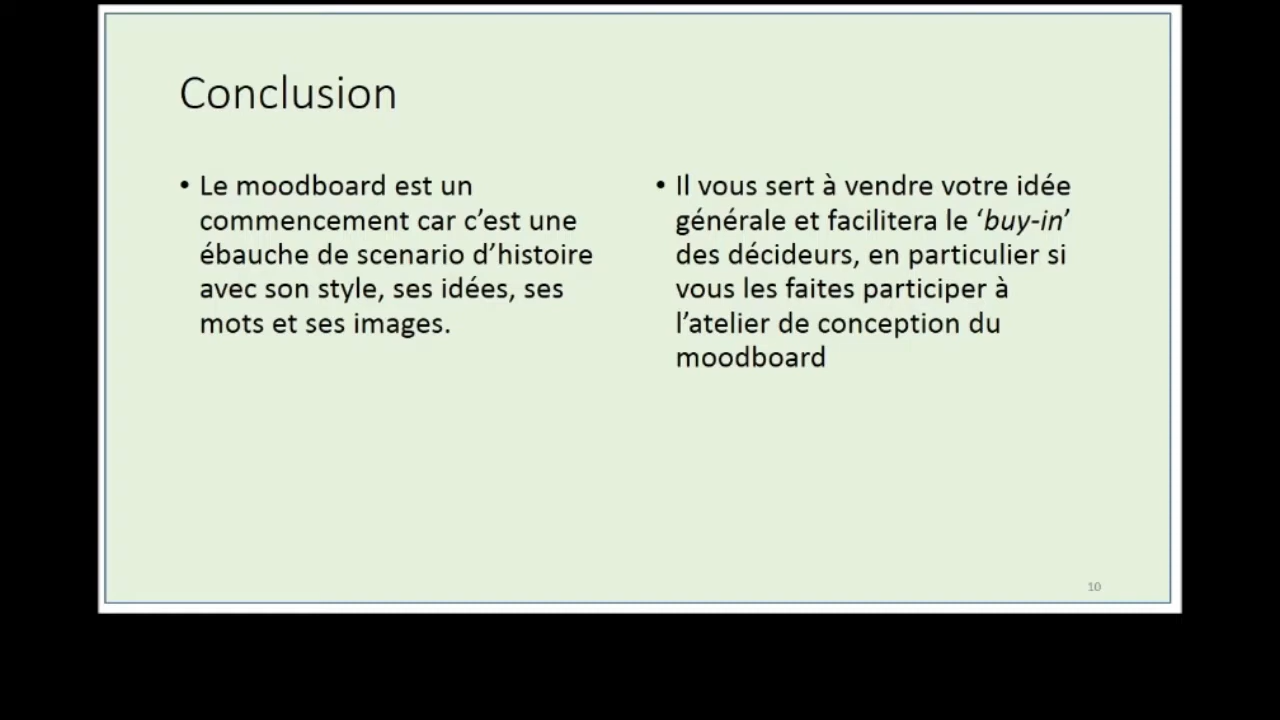 Conclusion
• Le moodboard est un
commencement car c’est une
ébauche de scenario d’histoire
avec son style, ses idées, ses
mots et ses images.
• Il vous sert à vendre votre idée
générale et facilitera le ‘buy-in’
des décideurs, en particulier si
vous les faites participer à
l’atelier de conception du
moodboard
10